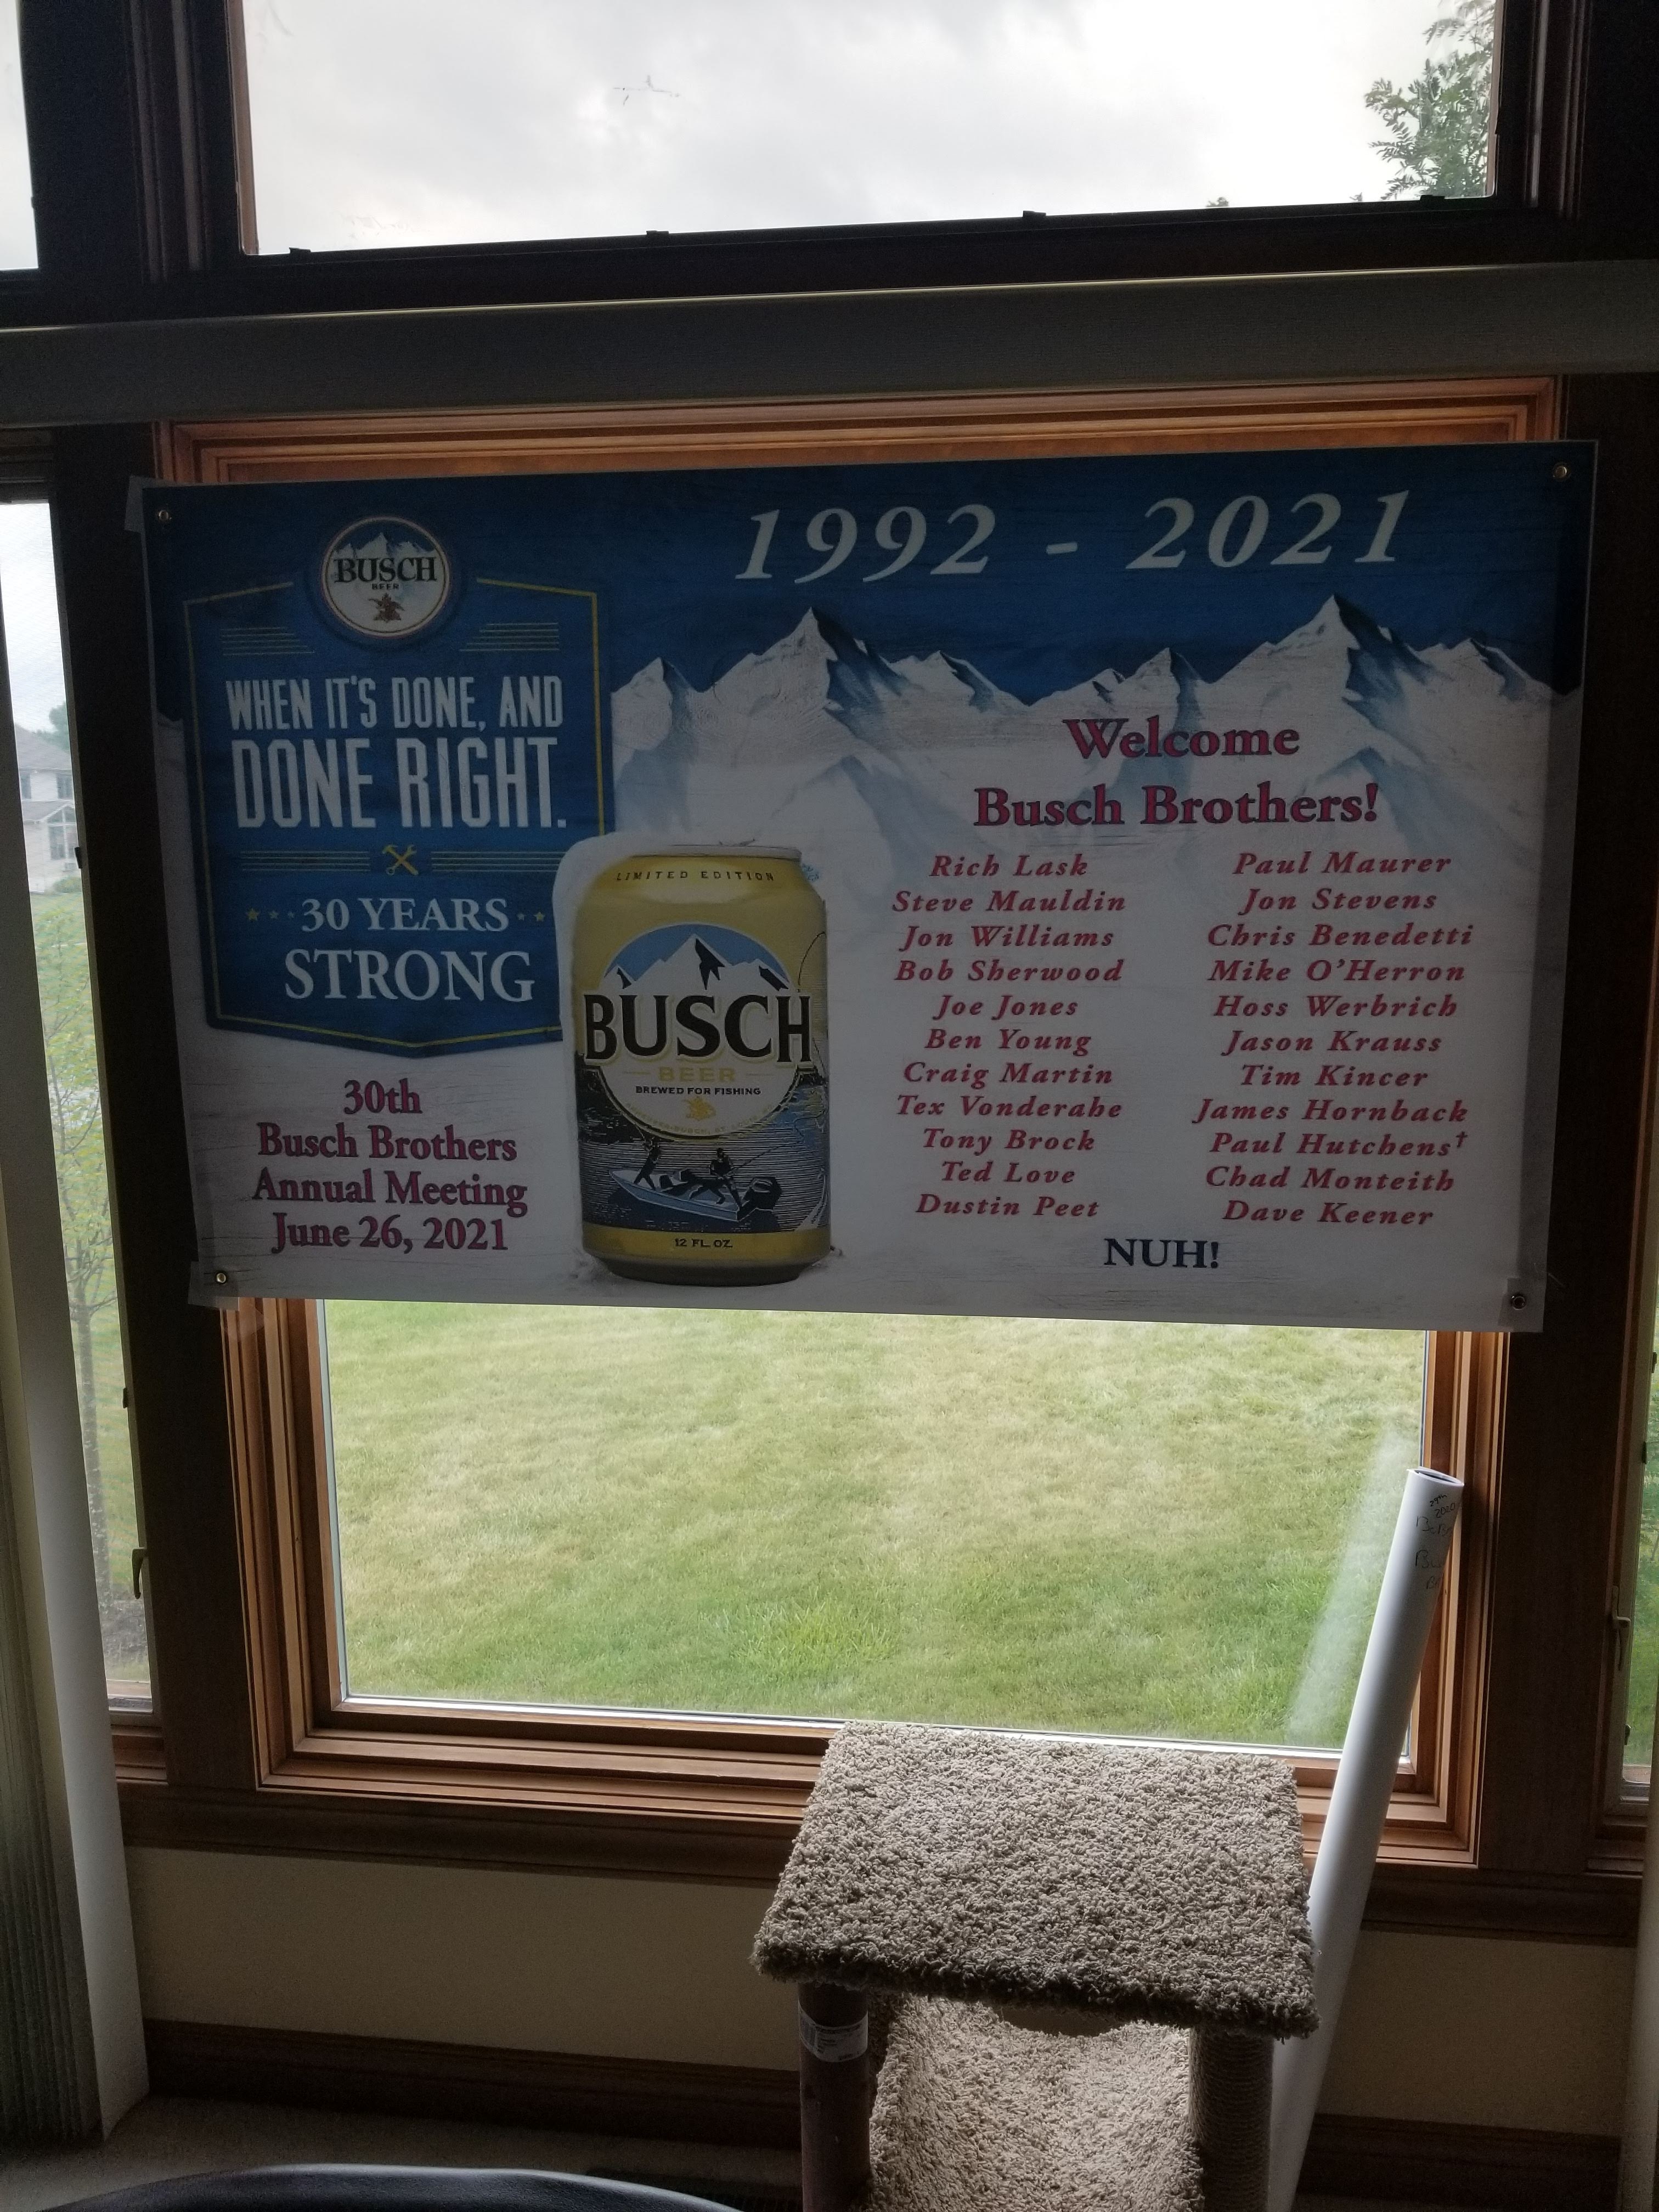 1992 - 2021
BUSCH
BEER
WHEN IT'S DONE, AND
DONE RIGHT.
30 YEARS
STRONG
30th
Busch Brothers
Annual Meeting
June 26, 2021
LIMITED EDITION
BUSCH
BEER
BREWED FOR FISHING
12 FL. OZ.
Welcome
Busch Brothers!
Rich Lask
Steve Mauldin
Jon Williams
Bob Sherwood
Joe Jones
Ben Young
Craig Martin
Tex Vonderahe
Tony Brock
Ted Love
Dustin Peet
Paul Maurer
Jon Stevens
Chris Benedetti
Mike O'Herron
Hoss Werbrich
Jason Krauss
Tim Kincer
James Hornback
Paul Hutchens†
Chad Monteith
Dave Keener
NUH!
2020